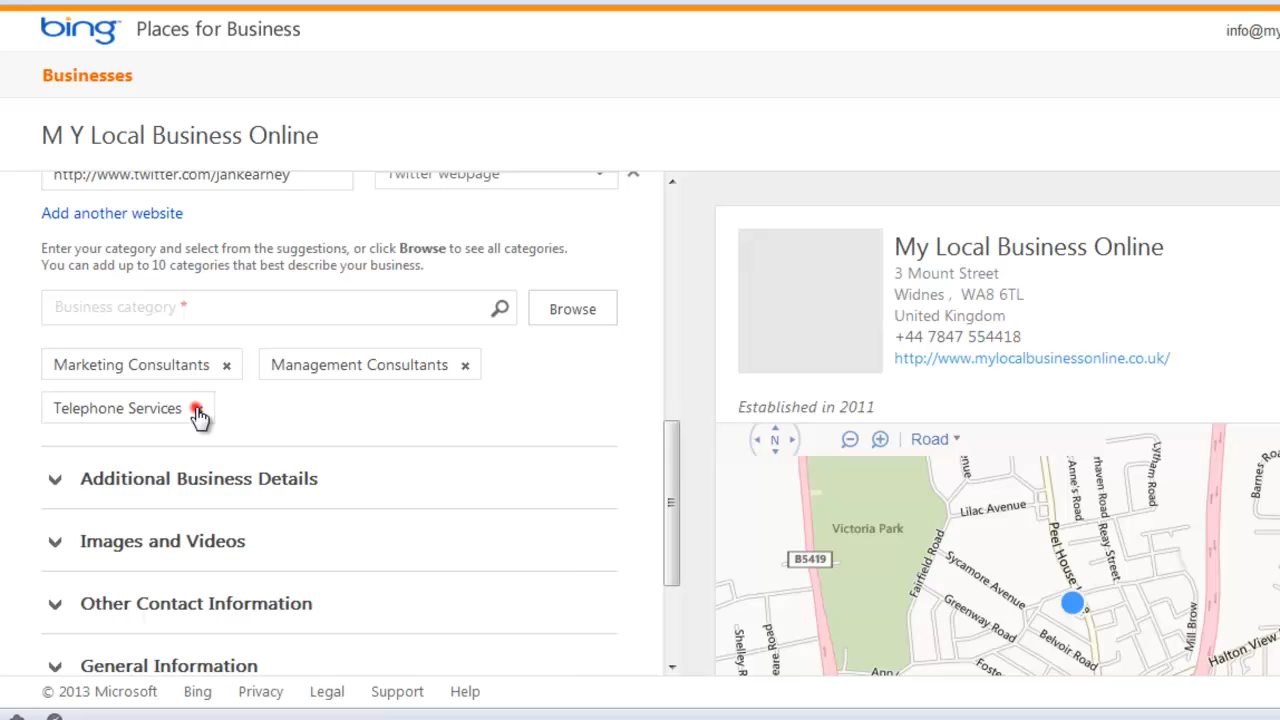 bing Places for Business
info@my
Businesses
M Y Local Business Online
http://www.twitter.com/jankearney
Twitter webpage
Add another website
Enter your category and select from the suggestions, or click Browse to see all categories.
You can add up to 10 categories that best describe your business.
Business category *
Browse
Marketing Consultants
Management Consultants
Telephone Services
Additional Business Details
Images and Videos
Other Contact Information
General Information
My Local Business Online
3 Mount Street
Widnes , WA8 6TL
United Kingdom
+44 7847 554418
http://www.mylocalbusinessonline.co.uk/
Established in 2011
N
Road
Victoria Park
B5419
Lilac Avenue
Fairfield Road
Sycamore Avenue
Greenway Road
Belvoir Road
Peel House
Anne's Road
Reay Street
Lytham Road
Mill Brow
Halton View
© 2013 Microsoft Bing Privacy Legal Support Help